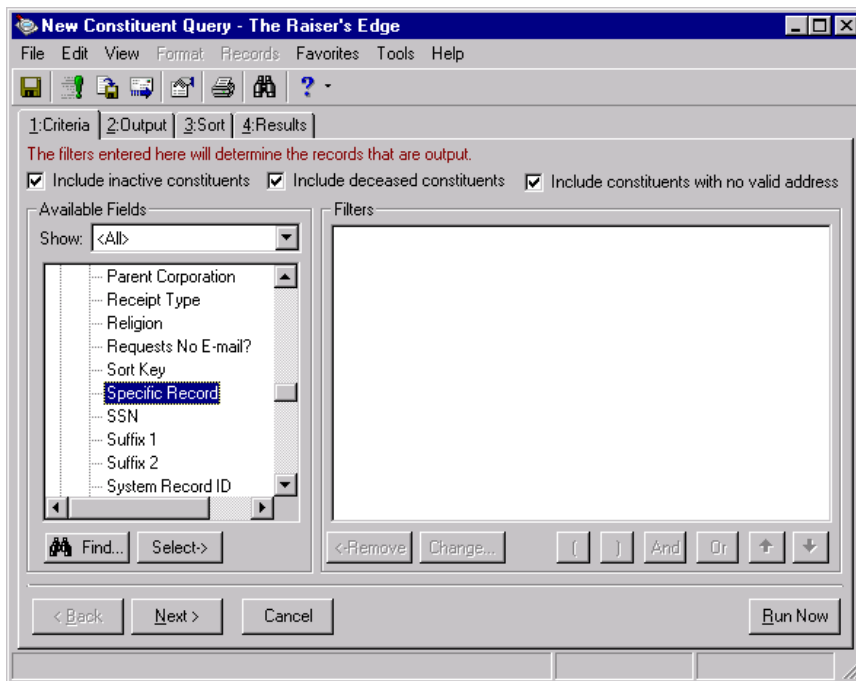 New Constituent Query - The Raiser's Edge
File Edit View Format Records Favorites Tools Help
1:Criteria 2:Output 3:Sort 4:Results
The filters entered here will determine the records that are output.
Include inactive constituents Include deceased constituents Include constituents with no valid address
Available Fields
Show: <All>
Parent Corporation
Receipt Type
Religion
Requests No E-mail?
Sort Key
Specific Record
SSN
Suffix 1
Suffix 2
System Record ID
Find... Select->
Filters
<-Remove Change... ( ) And Or
< Back Next > Cancel Run Now